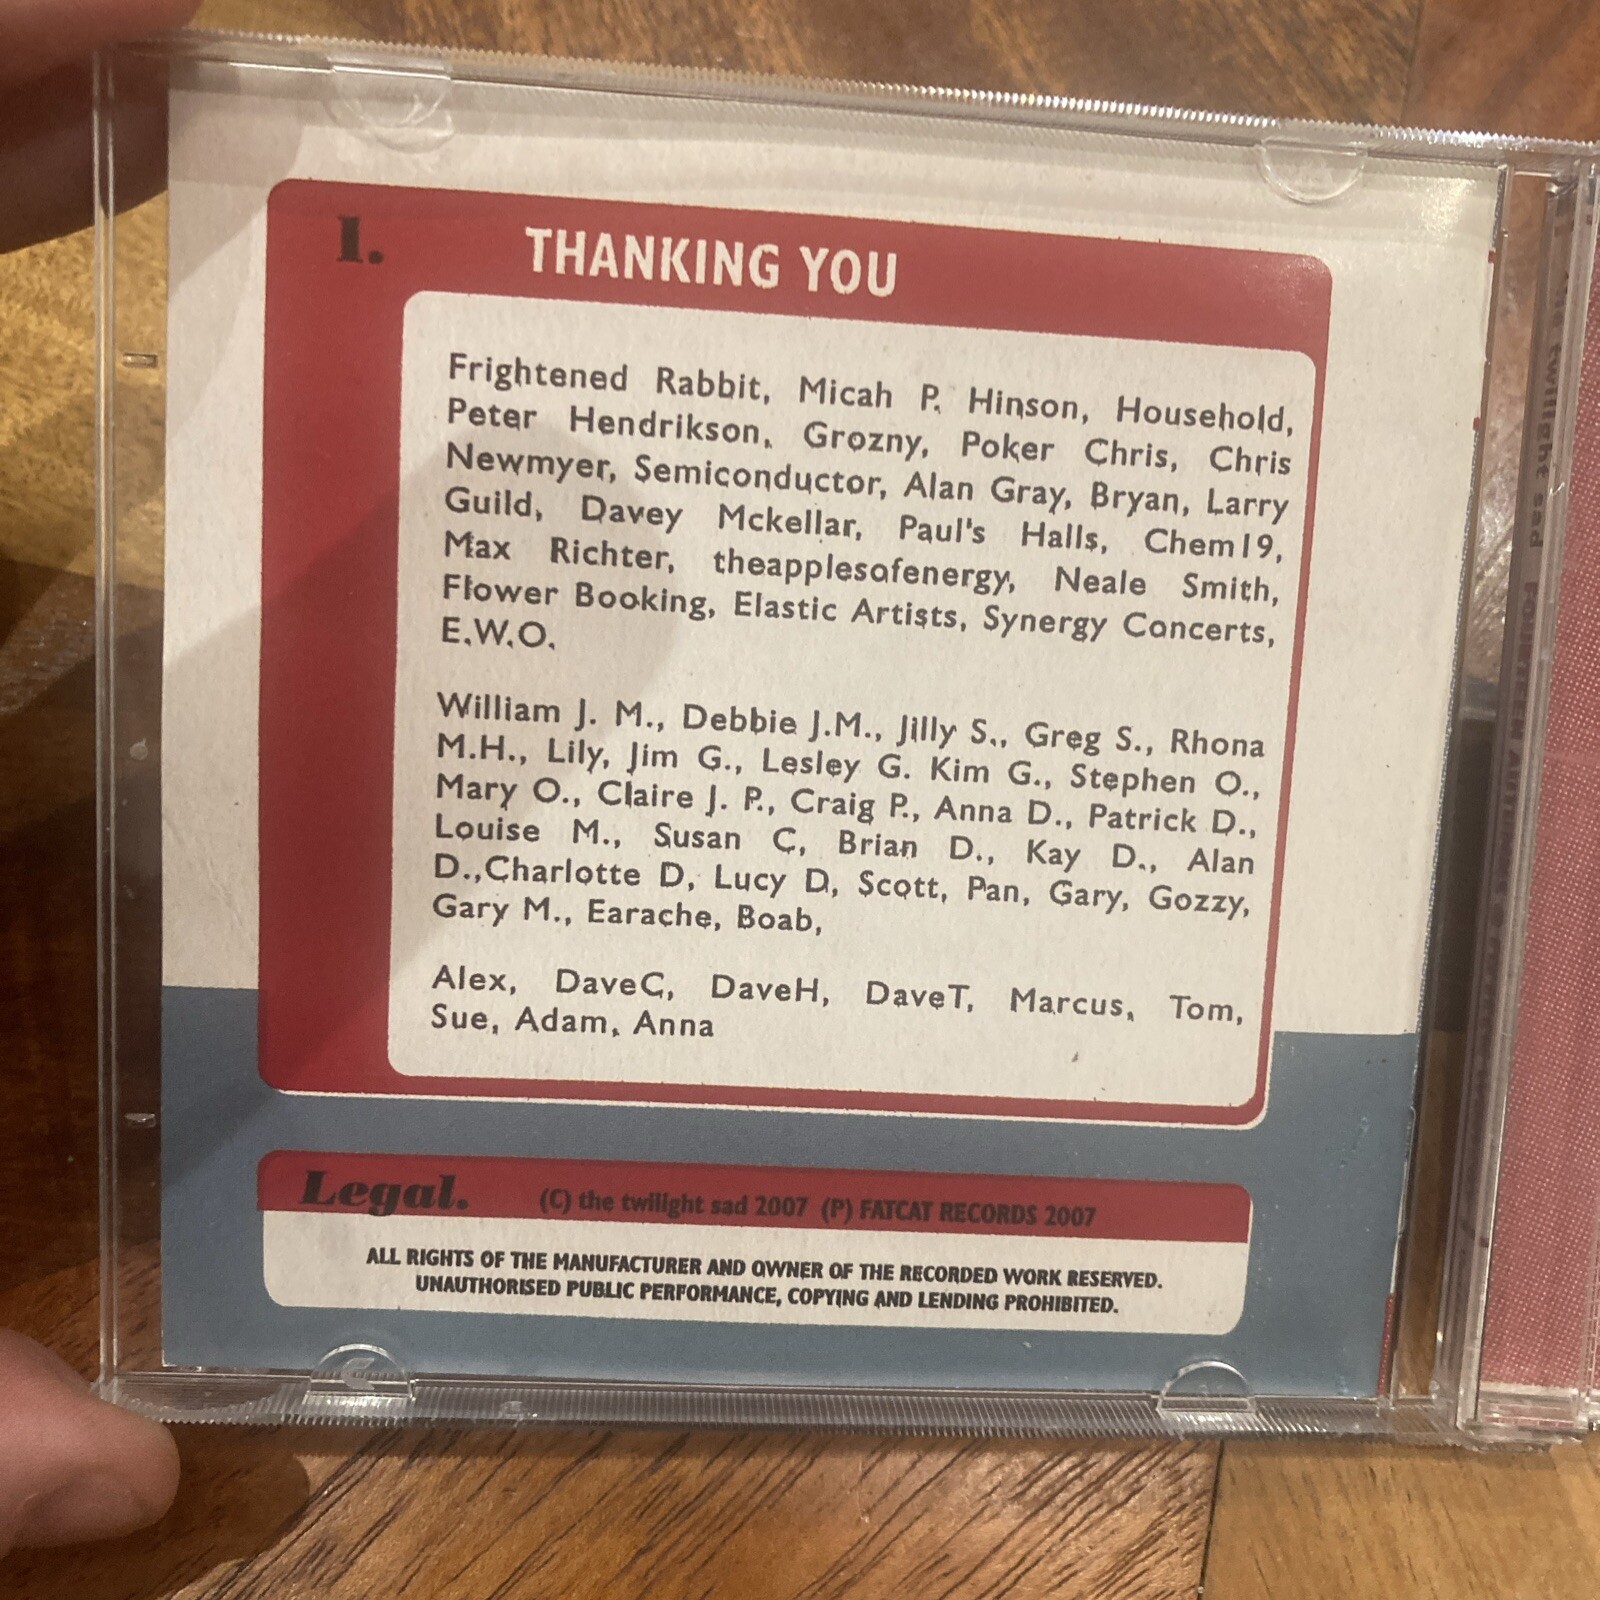 1. THANKING YOU
Frightened Rabbit, Micah P. Hinson, Household,
Peter Hendrikson, Grozny, Poker Chris, Chris
Newmyer, Semiconductor, Alan Gray, Bryan, Larry
Guild, Davey Mckellar, Paul's Halls, Chem19,
Max Richter, theapplesofenergy, Neale Smith,
Flower Booking, Elastic Artists, Synergy Concerts,
E.W.O.
William J. M., Debbie J.M., Jilly S., Greg S., Rhona
M.H., Lily, Jim G., Lesley G. Kim G., Stephen O.,
Mary O., Claire J. P., Craig P., Anna D., Patrick D.,
Louise M., Susan C, Brian D., Kay D., Alan
D.,Charlotte D, Lucy D, Scott, Pan, Gary, Gozzy,
Gary M., Earache, Boab,
Alex, DaveC, DaveH, DaveT, Marcus, Tom,
Sue, Adam, Anna
Legal. (C) the twilight sad 2007 (P) FATCAT RECORDS 2007
ALL RIGHTS OF THE MANUFACTURER AND OWNER OF THE RECORDED WORK RESERVED.
UNAUTHORISED PUBLIC PERFORMANCE, COPYING AND LENDING PROHIBITED.
the twilight sad FOURTEEN AUTUMNS